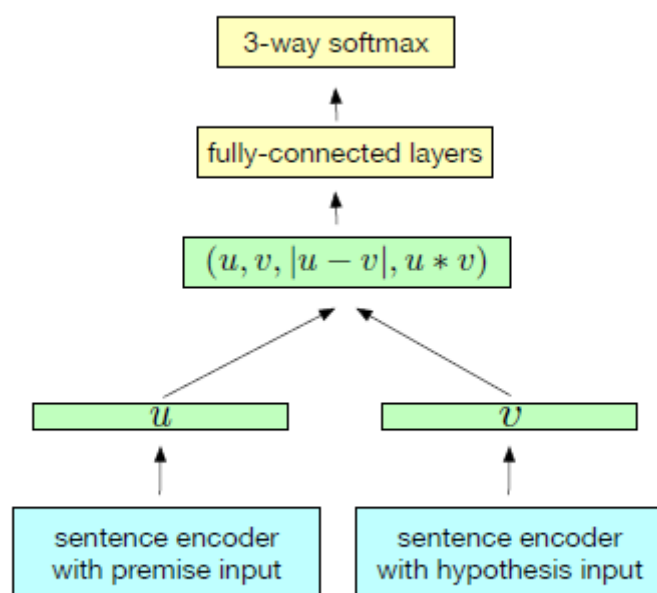 3-way softmax
fully-connected layers
(u, v, |u − v|, u ∗ v)
u
v
sentence encoder
with premise input
sentence encoder
with hypothesis input